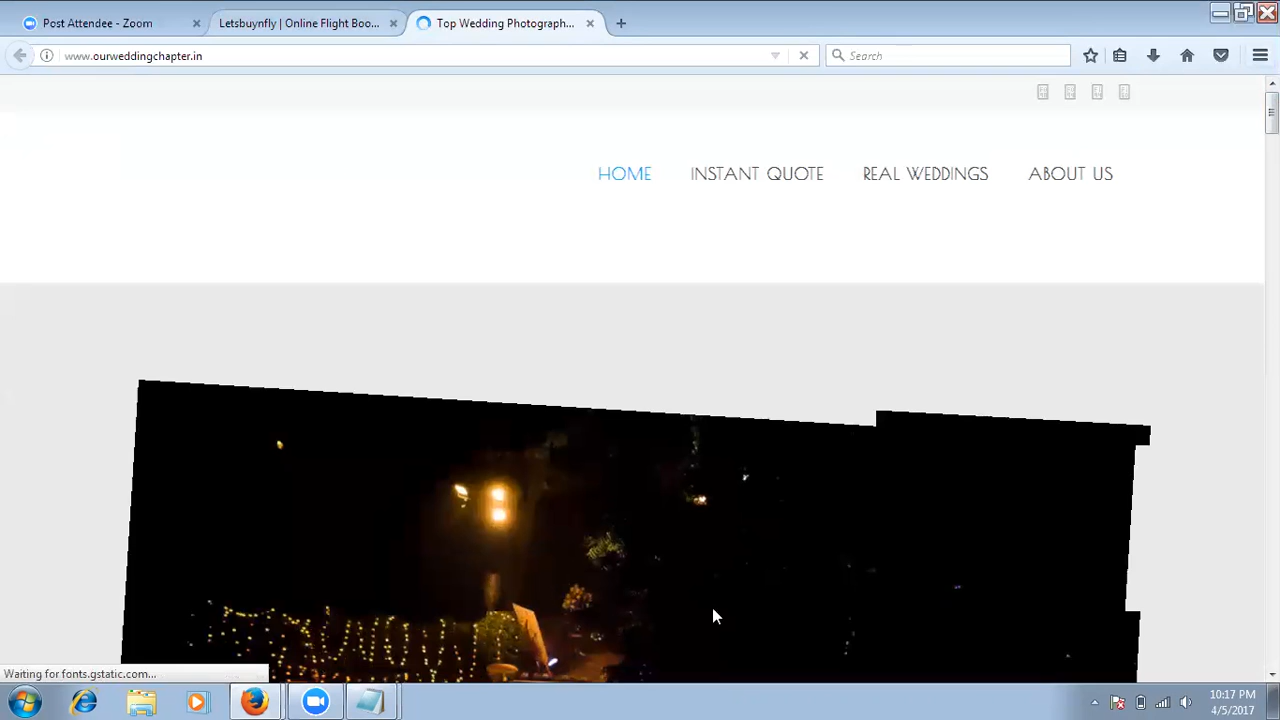 Post Attendee - Zoom
Letsbuynfly | Online Flight Boo...
Top Wedding Photograph...
www.ourweddingchapter.in
Search
HOME
INSTANT QUOTE
REAL WEDDINGS
ABOUT US
Waiting for fonts.gstatic.com...
10:17 PM
4/5/2017